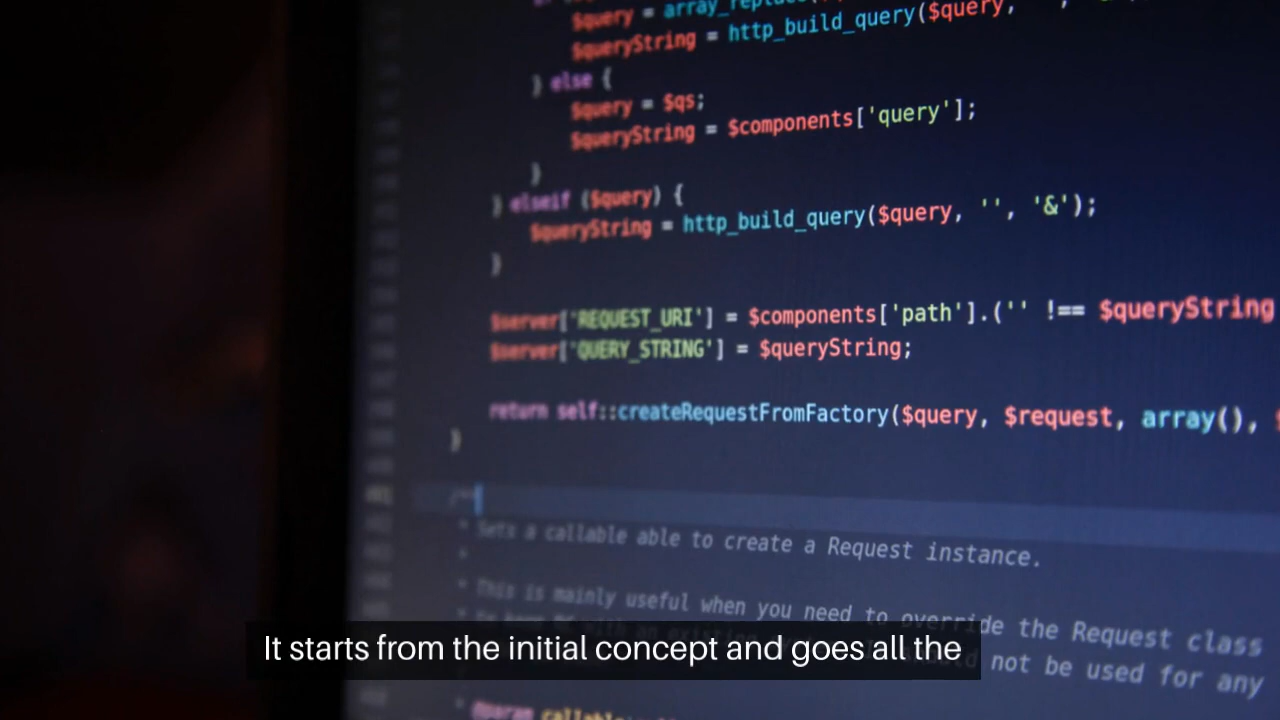 $query = array_replace(
$queryString = http_build_query($query,
} else {
$query = $qs;
$queryString = $components['query'];
}
} elseif ($query) {
$queryString = http_build_query($query, '', '&');
}
$server['REQUEST_URI'] = $components['path'].('' !== $queryString
$server['QUERY_STRING'] = $queryString;
return self::createRequestFromFactory($query, $request, array(), $
}
/**
* Sets a callable able to create a Request instance.
*
* This is mainly useful when you need to override the Request class
should not be used for any
* @param callable
It starts from the initial concept and goes all the